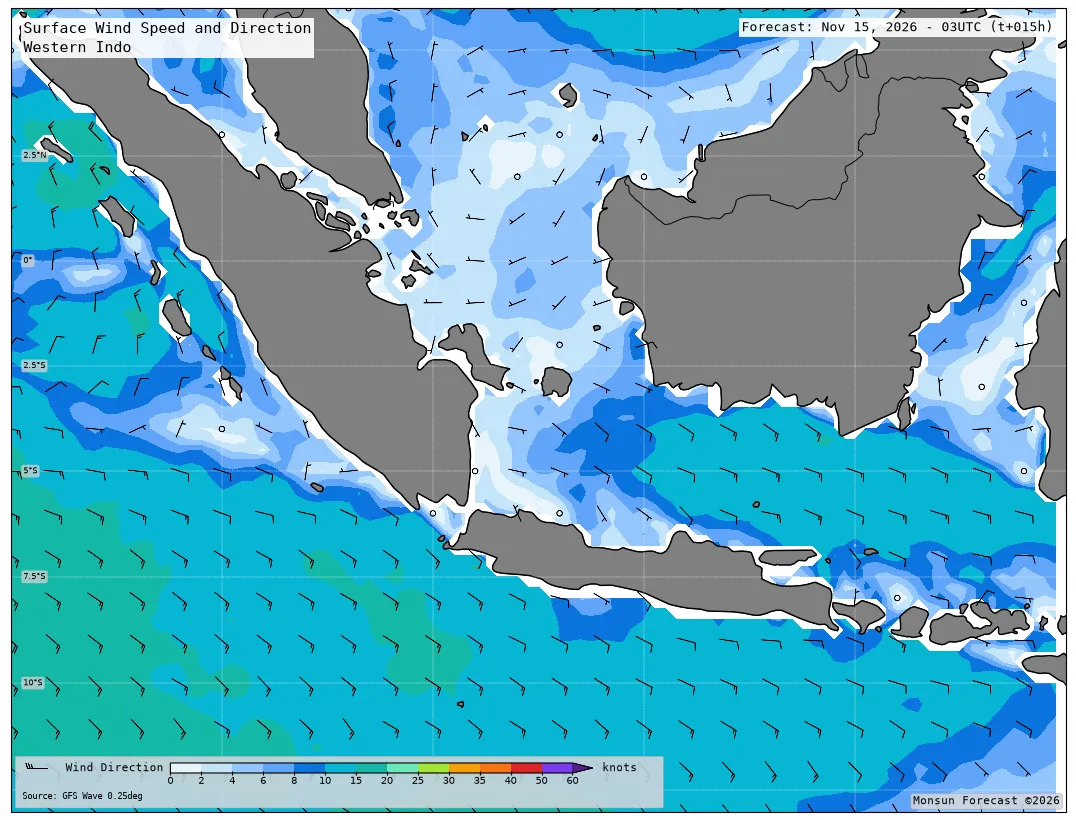 Surface Wind Speed and Direction
Western Indo
Forecast: Nov 15, 2026 - 03UTC (t+015h)
2.5°N
0°
2.5°S
5°S
7.5°S
10°S
Wind Direction
0 2 4 6 8 10 15 20 25 30 35 40 50 60 knots
Source: GFS Wave 0.25deg
Monsun Forecast ©2026